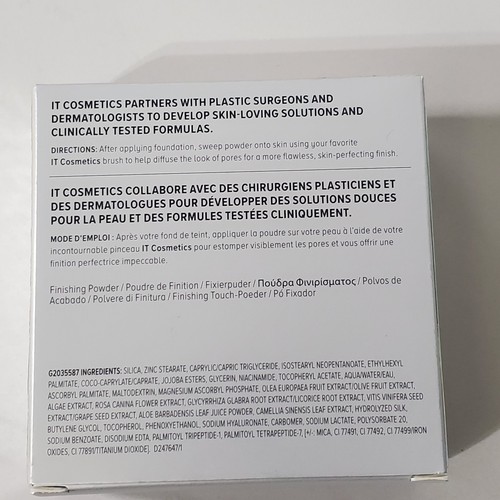 IT COSMETICS PARTNERS WITH PLASTIC SURGEONS AND
DERMATOLOGISTS TO DEVELOP SKIN-LOVING SOLUTIONS AND
CLINICALLY TESTED FORMULAS.
DIRECTIONS: After applying foundation, sweep powder onto skin using your favorite
IT Cosmetics brush to help diffuse the look of pores for a more flawless, skin-perfecting finish.
IT COSMETICS COLLABORE AVEC DES CHIRURGIENS PLASTICIENS ET
DES DERMATOLOGUES POUR DÉVELOPPER DES SOLUTIONS DOUCES
POUR LA PEAU ET DES FORMULES TESTÉES CLINIQUEMENT.
MODE D'EMPLOI : Après votre fond de teint, appliquer la poudre sur votre peau à l'aide de votre
incontournable pinceau IT Cosmetics pour estomper visiblement les pores et vous offrir une
finition perfectrice impeccable.
Finishing Powder / Poudre de Finition / Fixierpuder / Πούδρα Φινιρίσματος / Polvos de
Acabado / Polvere di Finitura / Finishing Touch-Poeder / Pó Fixador
G2035587 INGREDIENTS: SILICA, ZINC STEARATE, CAPRYLIC/CAPRIC TRIGLYCERIDE, ISOSTEARYL NEOPENTANOATE, ETHYLHEXYL
PALMITATE, COCO-CAPRYLATE/CAPRATE, JOJOBA ESTERS, GLYCERIN, NIACINAMIDE, TOCOPHERYL ACETATE, AQUA/WATER/EAU,
ASCORBYL PALMITATE, MALTODEXTRIN, MAGNESIUM ASCORBYL PHOSPHATE, OLEA EUROPAEA FRUIT EXTRACT/OLIVE FRUIT EXTRACT,
ALGAE EXTRACT, ROSA CANINA FLOWER EXTRACT, GLYCYRRHIZA GLABRA ROOT EXTRACT/LICORICE ROOT EXTRACT, VITIS VINIFERA SEED
EXTRACT/GRAPE SEED EXTRACT, ALOE BARBADENSIS LEAF JUICE POWDER, CAMELLIA SINENSIS LEAF EXTRACT, HYDROLYZED SILK,
BUTYLENE GLYCOL, TOCOPHEROL, PHENOXYETHANOL, SODIUM HYALURONATE, CARBOMER, SODIUM LACTATE, POLYSORBATE 20,
SODIUM BENZOATE, DISODIUM EDTA, PALMITOYL TRIPEPTIDE-1, PALMITOYL TETRAPEPTIDE-7, [+/-: MICA, CI 77491, CI 77492, CI 77499/IRON
OXIDES, CI 77891/TITANIUM DIOXIDE]. D247647/1